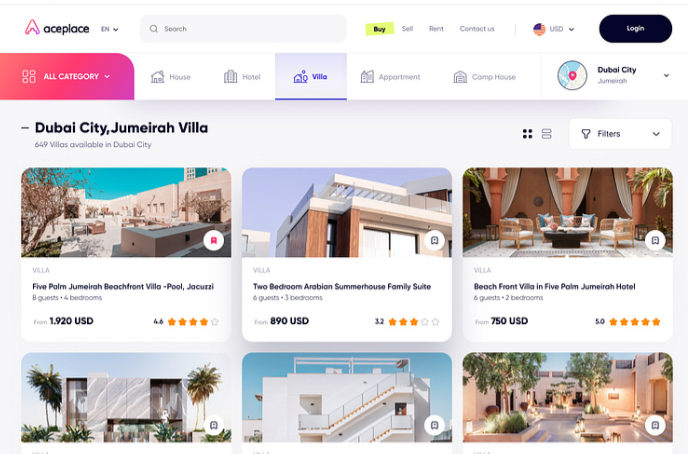 aceplace
EN
Search
Buy
Sell
Rent
Contact us
USD
Login
ALL CATEGORY
House
Hotel
Villa
Appartment
Camp House
Dubai City
Jumeirah
Dubai City,Jumeirah Villa
649 Villas available in Dubai City
Filters
VILLA
Five Palm Jumeirah Beachfront Villa -Pool, Jacuzzi
8 guests • 4 bedrooms
From 1.920 USD
4.6
VILLA
Two Bedroom Arabian Summerhouse Family Suite
6 guests • 3 bedrooms
From 890 USD
3.2
VILLA
Beach Front Villa in Five Palm Jumeirah Hotel
6 guests • 2 bedrooms
From 750 USD
5.0